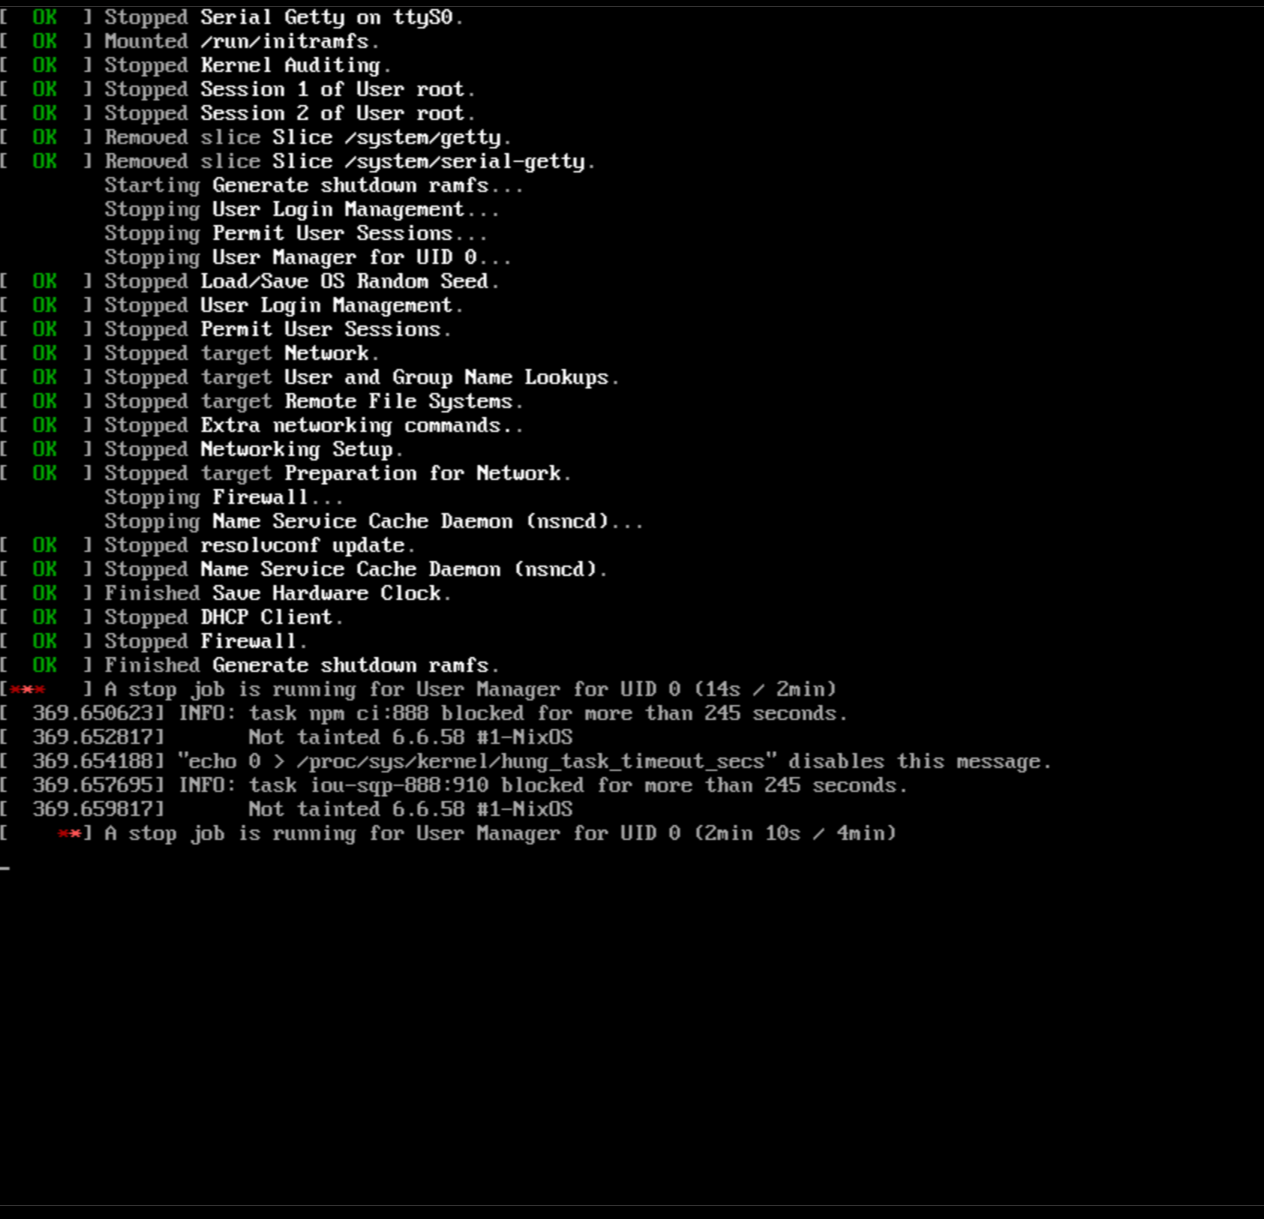 [  OK  ] Stopped Serial Getty on ttyS0.
[  OK  ] Mounted /run/initramfs.
[  OK  ] Stopped Kernel Auditing.
[  OK  ] Stopped Session 1 of User root.
[  OK  ] Stopped Session 2 of User root.
[  OK  ] Removed slice Slice /system/getty.
[  OK  ] Removed slice Slice /system/serial-getty.
         Starting Generate shutdown ramfs...
         Stopping User Login Management...
         Stopping Permit User Sessions...
         Stopping User Manager for UID 0...
[  OK  ] Stopped Load/Save OS Random Seed.
[  OK  ] Stopped User Login Management.
[  OK  ] Stopped Permit User Sessions.
[  OK  ] Stopped target Network.
[  OK  ] Stopped target User and Group Name Lookups.
[  OK  ] Stopped target Remote File Systems.
[  OK  ] Stopped Extra networking commands..
[  OK  ] Stopped Networking Setup.
[  OK  ] Stopped target Preparation for Network.
         Stopping Firewall...
         Stopping Name Service Cache Daemon (nsncd)...
[  OK  ] Stopped resolvconf update.
[  OK  ] Stopped Name Service Cache Daemon (nsncd).
[  OK  ] Finished Save Hardware Clock.
[  OK  ] Stopped DHCP Client.
[  OK  ] Stopped Firewall.
[  OK  ] Finished Generate shutdown ramfs.
[***   ] A stop job is running for User Manager for UID 0 (14s / 2min)
[  369.650623] INFO: task npm ci:888 blocked for more than 245 seconds.
[  369.652817]       Not tainted 6.6.58 #1-NixOS
[  369.654188] "echo 0 > /proc/sys/kernel/hung_task_timeout_secs" disables this message.
[  369.657695] INFO: task iou-sqp-888:910 blocked for more than 245 seconds.
[  369.659817]       Not tainted 6.6.58 #1-NixOS
[    **] A stop job is running for User Manager for UID 0 (2min 10s / 4min)